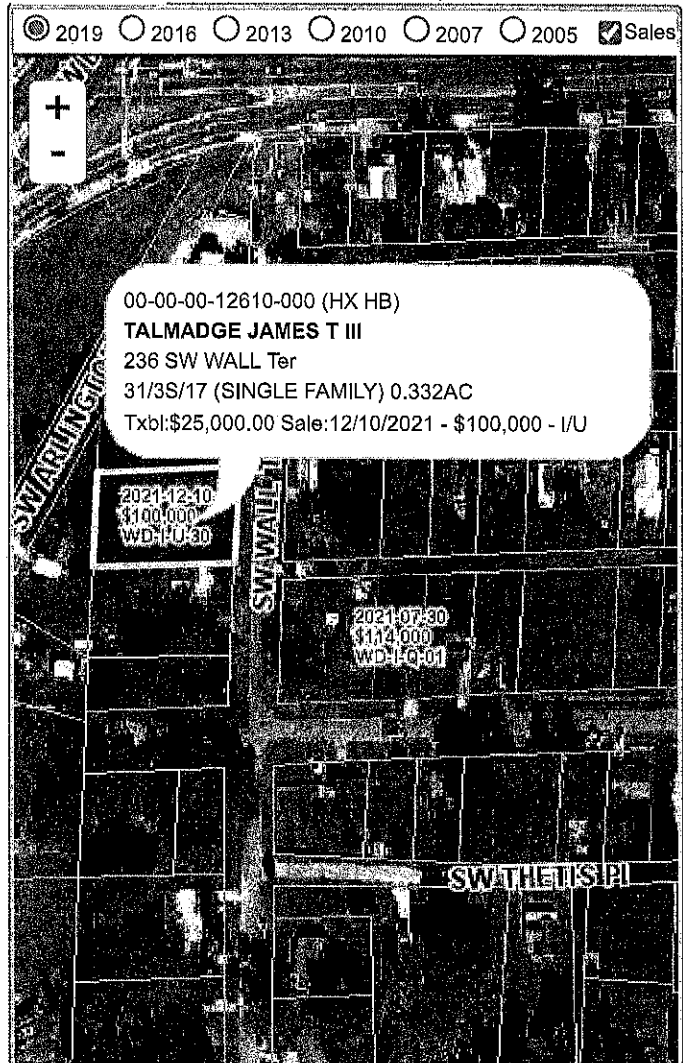 2019 2016 2013 2010 2007 2005 Sales
+
-
00-00-00-12610-000 (HX HB)
TALMADGE JAMES T III
236 SW WALL Ter
31/3S/17 (SINGLE FAMILY) 0.332AC
Txbl:$25,000.00 Sale:12/10/2021 - $100,000 - I/U
SW ARLINGTO
2021-12-10
$100,000
WD-I-U-30
SW WALL T
2021-07-30
$114,000
WD-I-Q-01
SW THETIS Pl